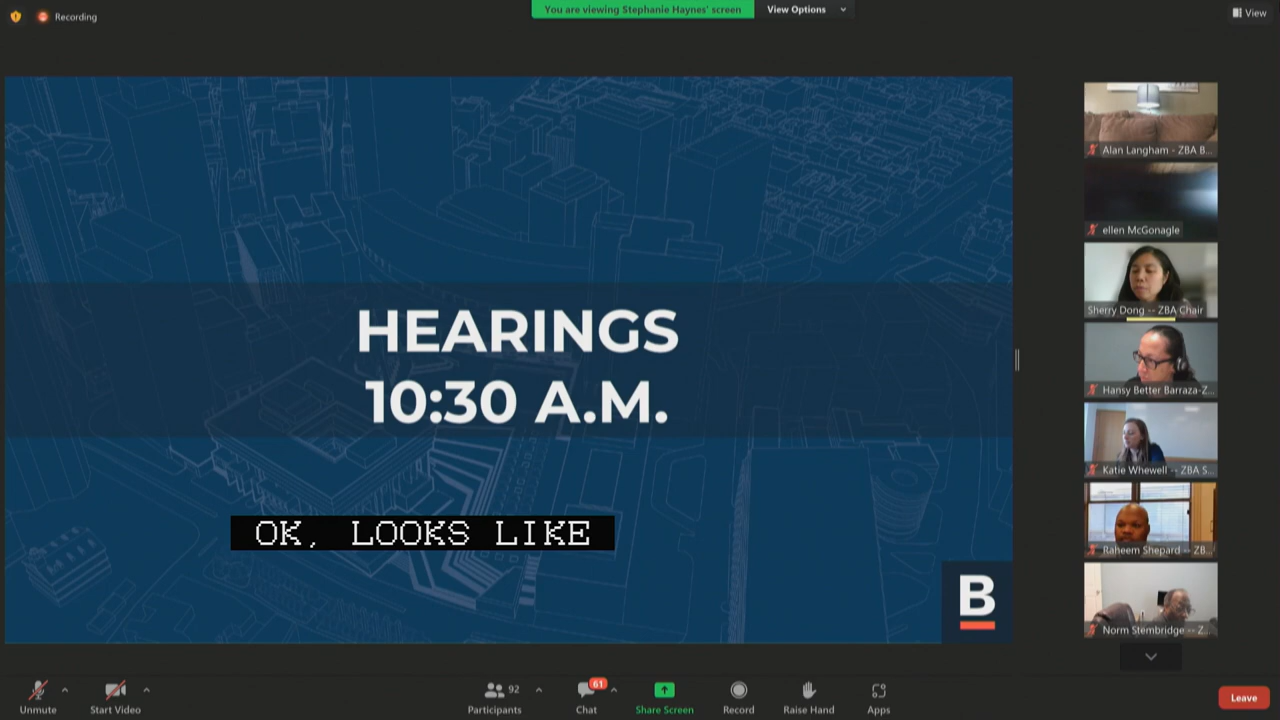 Recording
You are viewing Stephanie Haynes' screen
View Options
View
HEARINGS
10:30 A.M.
OK, LOOKS LIKE
B
Alan Langham - ZBA B...
ellen McGonagle
Sherry Dong -- ZBA Chair
Hansy Better Barraza-Z...
Katie Whewell -- ZBA S...
Raheem Shepard -- ZB...
Norm Stembridge -- Z...
Unmute
Start Video
92
Participants
61
Chat
Share Screen
Record
Raise Hand
Apps
Leave